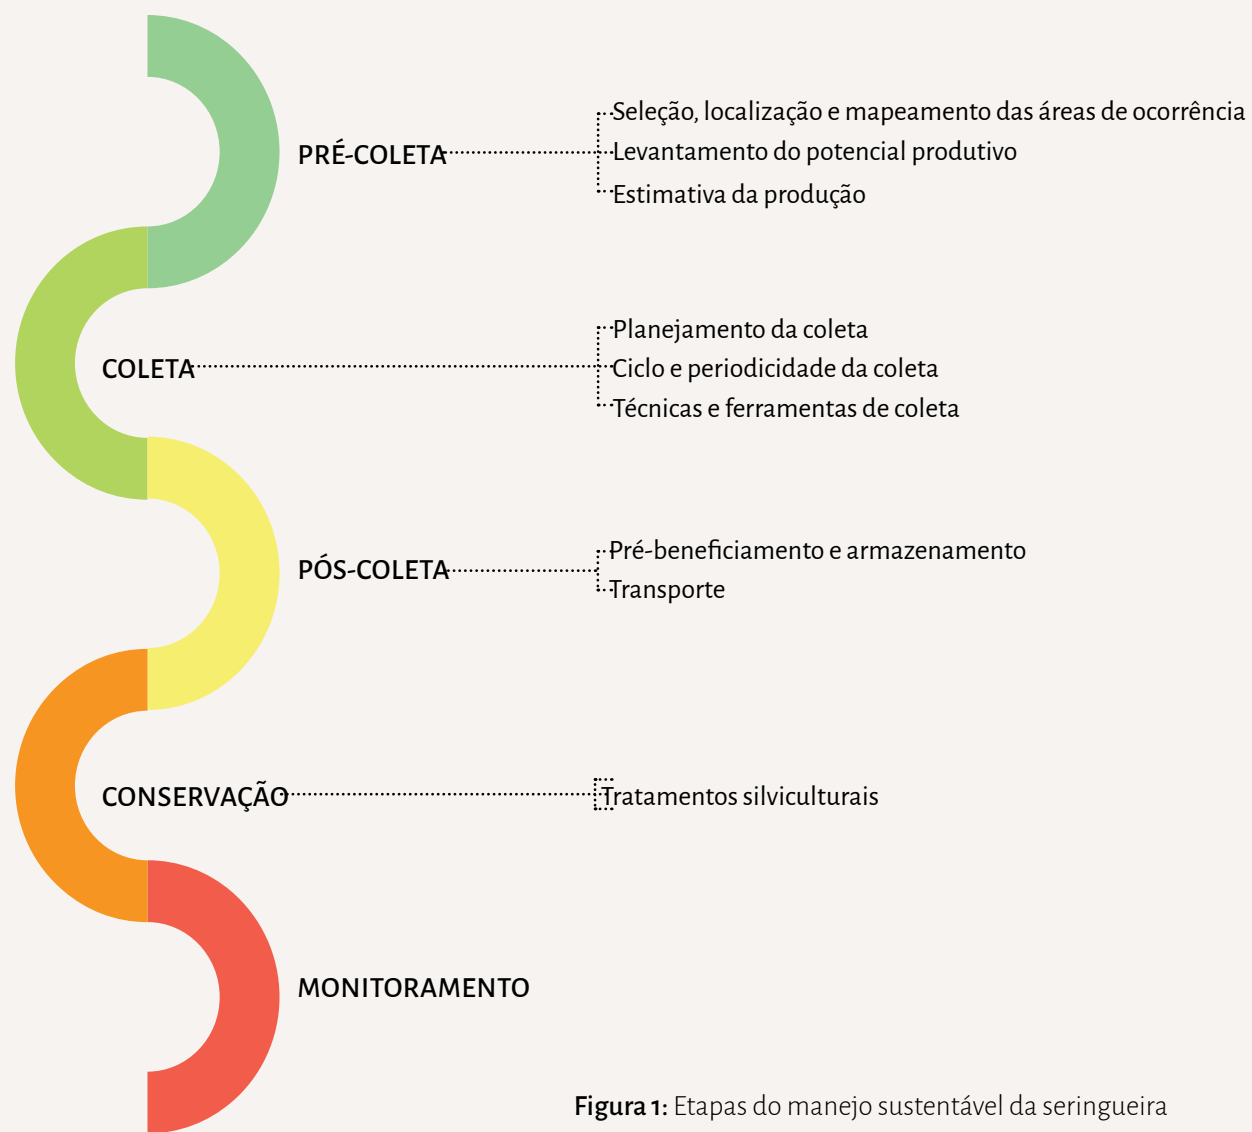 PRÉ-COLETA
Seleção, localização e mapeamento das áreas de ocorrência
Levantamento do potencial produtivo
Estimativa da produção
COLETA
Planejamento da coleta
Ciclo e periodicidade da coleta
Técnicas e ferramentas de coleta
PÓS-COLETA
Pré-beneficiamento e armazenamento
Transporte
CONSERVAÇÃO
Tratamentos silviculturais
MONITORAMENTO
Figura 1: Etapas do manejo sustentável da seringueira